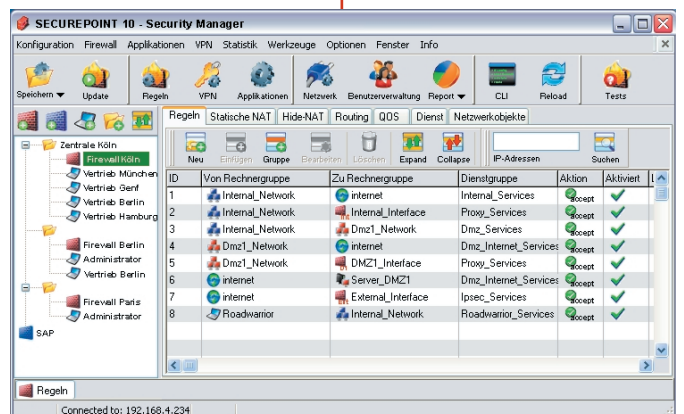 SECUREPOINT 10 - Security Manager
Konfiguration Firewall Applikationen VPN Statistik Werkzeuge Optionen Fenster Info
Speichern Update Regeln VPN Applikationen Netzwerk Benutzerverwaltung Report CLI Reload Tests
Regeln Statische NAT Hide-NAT Routing QOS Dienst Netzwerkobjekte
Neu Einfügen Gruppe Bearbeiten Löschen Expand Collapse IP-Adressen Suchen
Zentrale Köln
Firewall Köln
Vertrieb München
Vertrieb Genf
Vertrieb Berlin
Vertrieb Hamburg
Firewall Berlin
Administrator
Vertrieb Berlin
Firewall Paris
Administrator
SAP
ID Von Rechnergruppe Zu Rechnergruppe Dienstgruppe Aktion Aktiviert L
1 Internal_Network internet Internal_Services accept
2 Internal_Network Internal_Interface Proxy_Services accept
3 Internal_Network Dmz1_Network Dmz_Services accept
4 Dmz1_Network internet Dmz_Internet_Services accept
5 Dmz1_Network DMZ1_Interface Proxy_Services accept
6 internet Server_DMZ1 Dmz_Internet_Services accept
7 internet External_Interface Ipsec_Services accept
8 Roadwarrior Internal_Network Roadwarrior_Services accept
Regeln
Connected to: 192.168.4.234